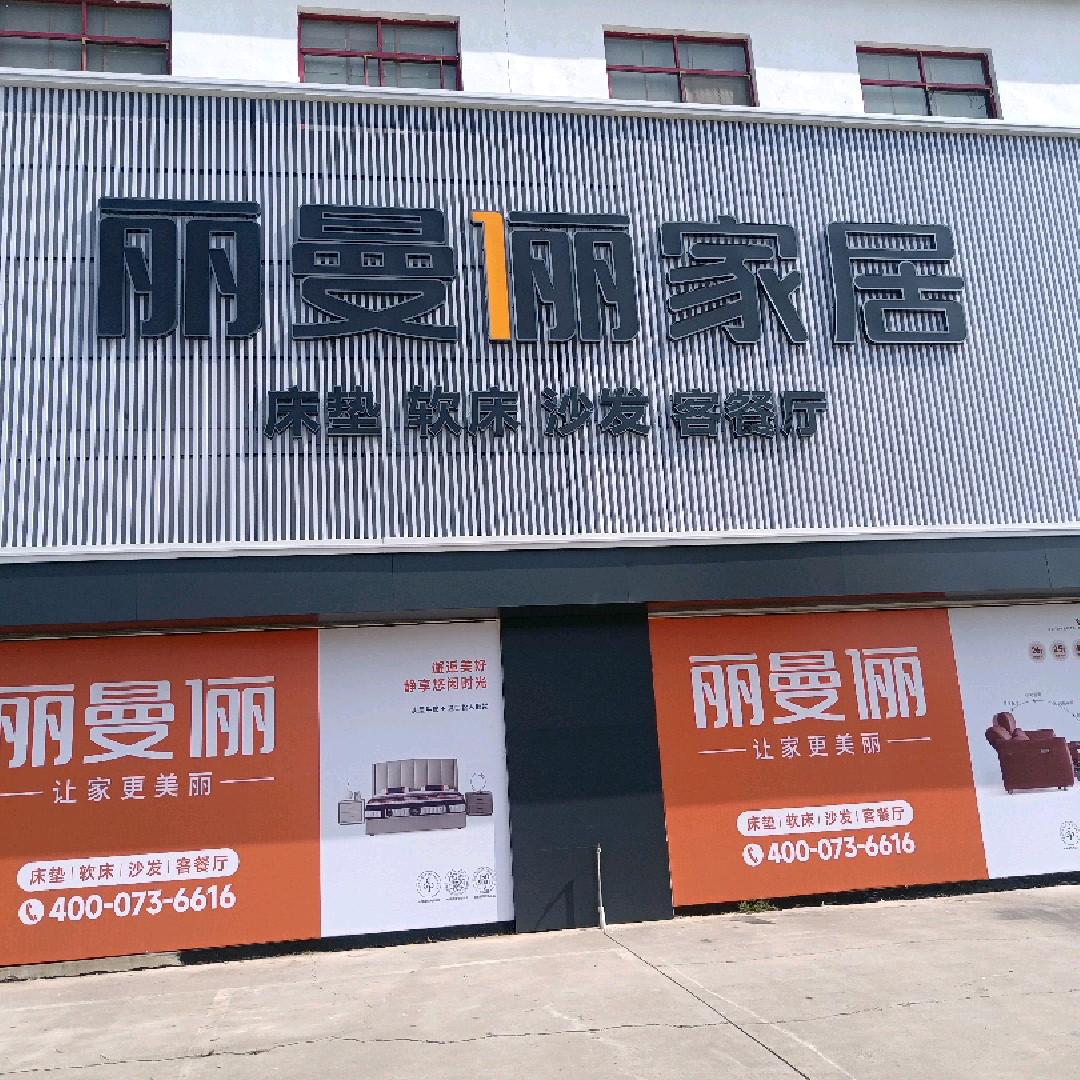 丽曼俪家居
床垫 软床 沙发 客餐厅
丽曼俪
让家更美丽
床垫 | 软床 | 沙发 | 客餐厅
400-073-6616
邂逅美好
静享悠闲时光
丽曼俪
让家更美丽
床垫 | 软床 | 沙发 | 客餐厅
400-073-6616